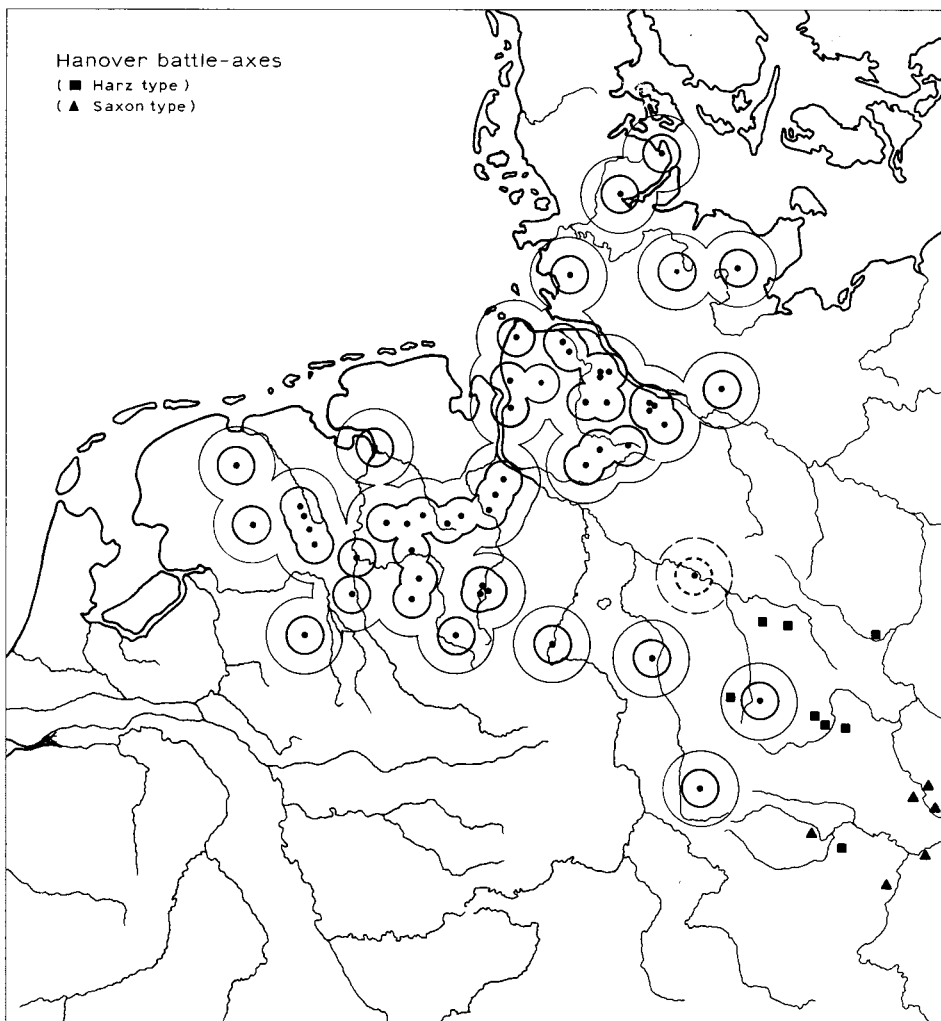 Hanover battle-axes
( ■ Harz type )
( ▲ Saxon type )